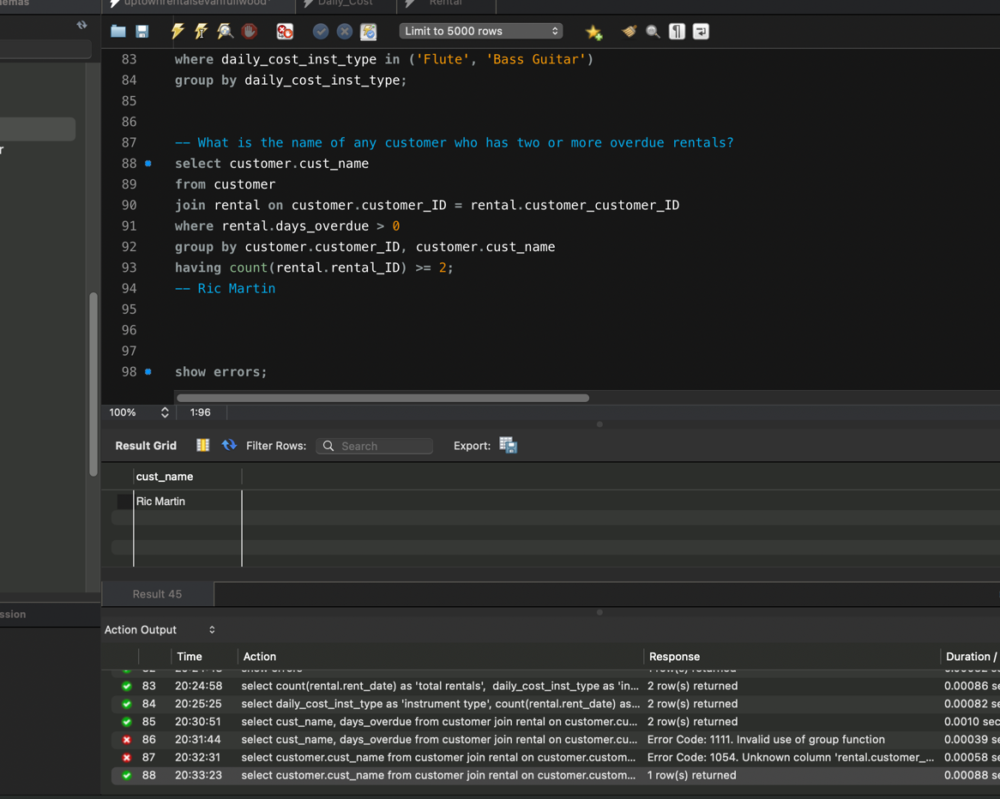 emas
uptownrentalsevanfullwood*
Daily_Cost
Rental
Limit to 5000 rows
83 where daily_cost_inst_type in ('Flute', 'Bass Guitar')
84 group by daily_cost_inst_type;
85
86
87 -- What is the name of any customer who has two or more overdue rentals?
88 select customer.cust_name
89 from customer
90 join rental on customer.customer_ID = rental.customer_customer_ID
91 where rental.days_overdue > 0
92 group by customer.customer_ID, customer.cust_name
93 having count(rental.rental_ID) >= 2;
94 -- Ric Martin
95
96
97
98 show errors;
r
100% 1:96
Result Grid Filter Rows: Search Export:
cust_name
Ric Martin
Result 45
ssion
Action Output
Time Action Response Duration /
83 20:24:58 select count(rental.rent_date) as 'total rentals', daily_cost_inst_type as 'in... 2 row(s) returned 0.00086 se
84 20:25:25 select daily_cost_inst_type as 'instrument type', count(rental.rent_date) as... 2 row(s) returned 0.00082 se
85 20:30:51 select cust_name, days_overdue from customer join rental on customer.cu... 2 row(s) returned 0.0010 sec
86 20:31:44 select cust_name, days_overdue from customer join rental on customer.cu... Error Code: 1111. Invalid use of group function 0.00039 se
87 20:32:31 select customer.cust_name from customer join rental on customer.custom... Error Code: 1054. Unknown column 'rental.customer_... 0.00058 se
88 20:33:23 select customer.cust_name from customer join rental on customer.custom... 1 row(s) returned 0.00088 se